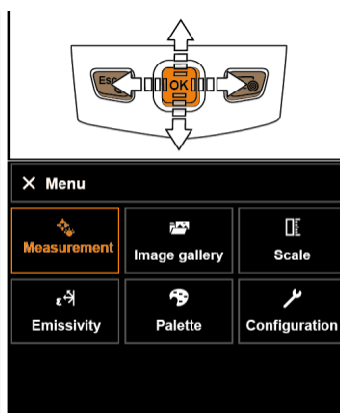 Esc
OK
× Menu
Measurement
Image gallery
Scale
ε
Emissivity
Palette
Configuration